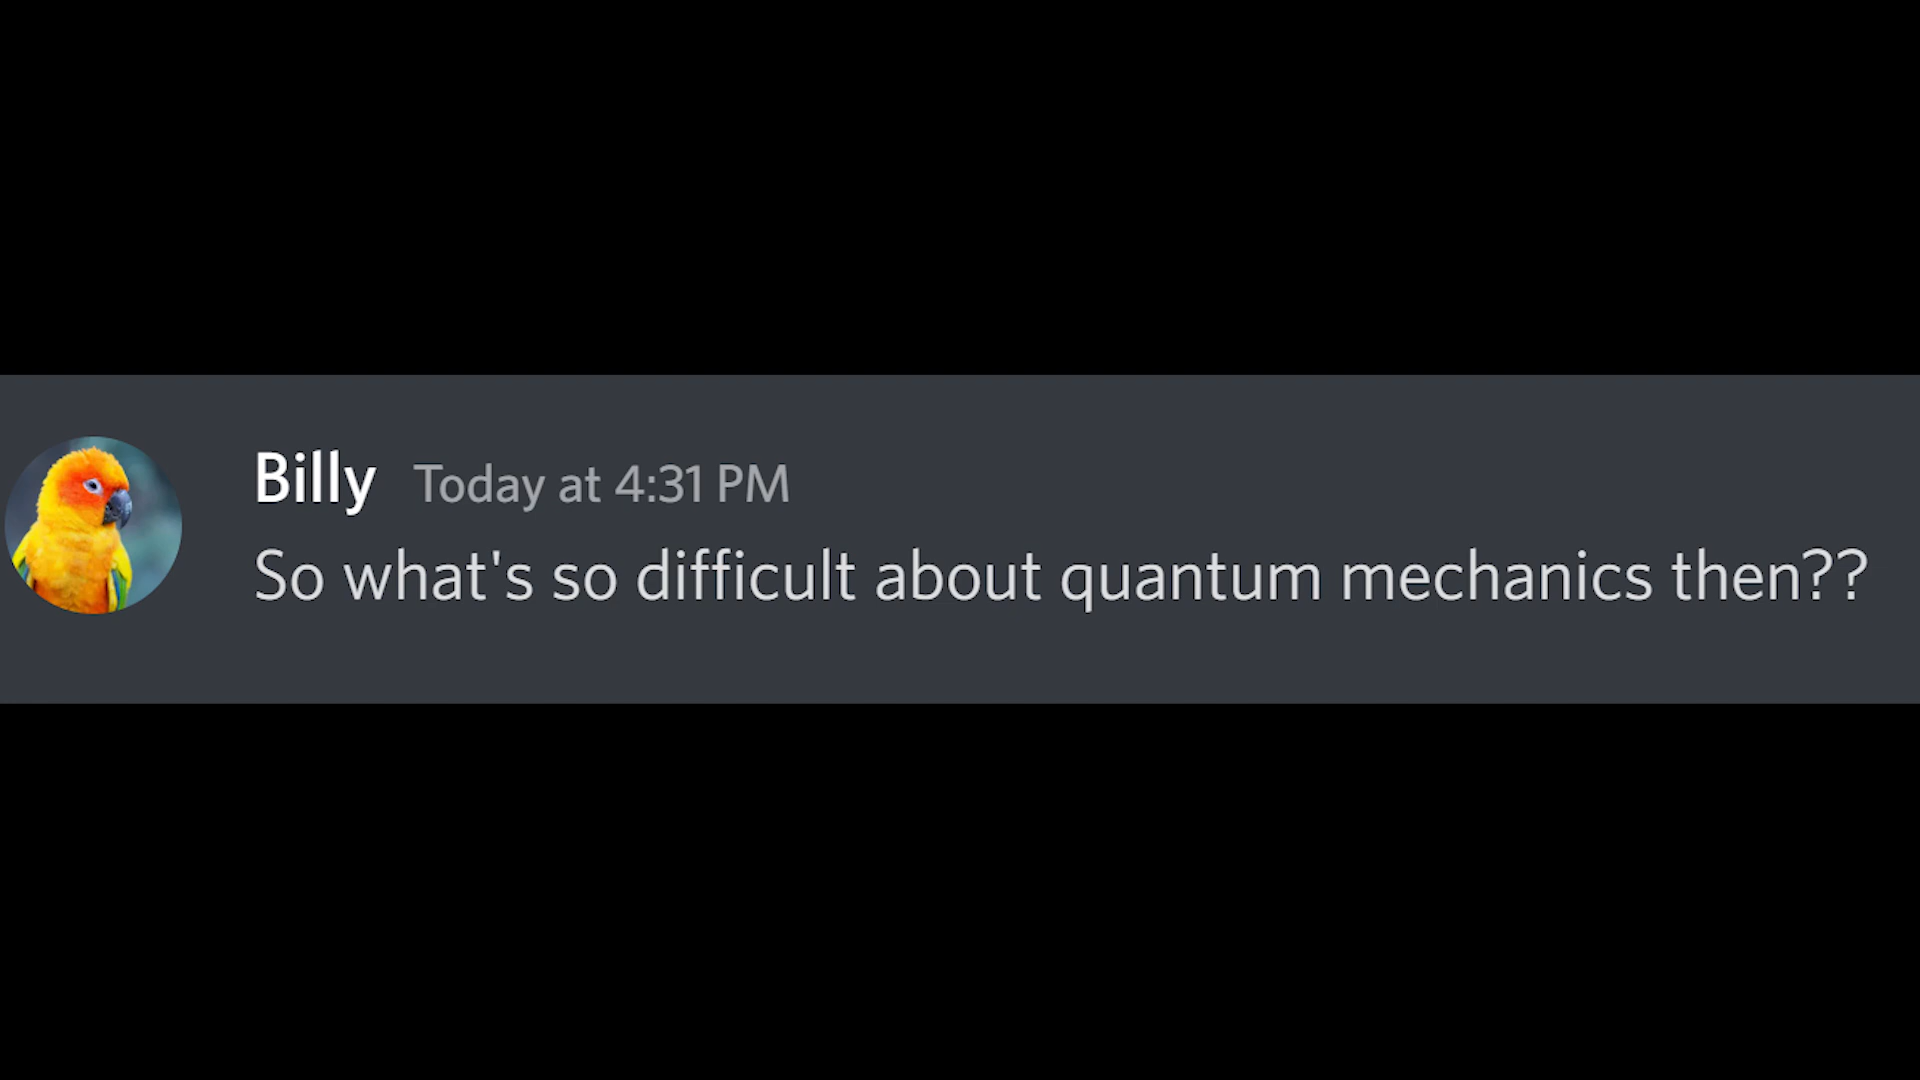 Billy Today at 4:31 PM
So what's so difficult about quantum mechanics then??